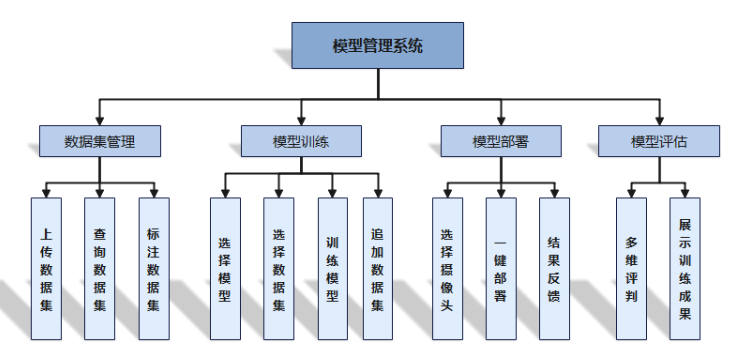 模型管理系统
数据集管理
模型训练
模型部署
模型评估
上传数据集
查询数据集
标注数据集
选择模型
选择数据集
训练模型
追加数据集
选择摄像头
一键部署
结果反馈
多维评判
展示训练成果